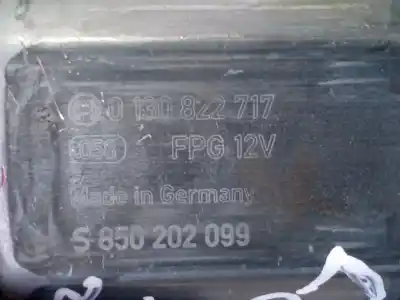 0 130 822 717
FPG 12V
Made in Germany
S 850 202 099